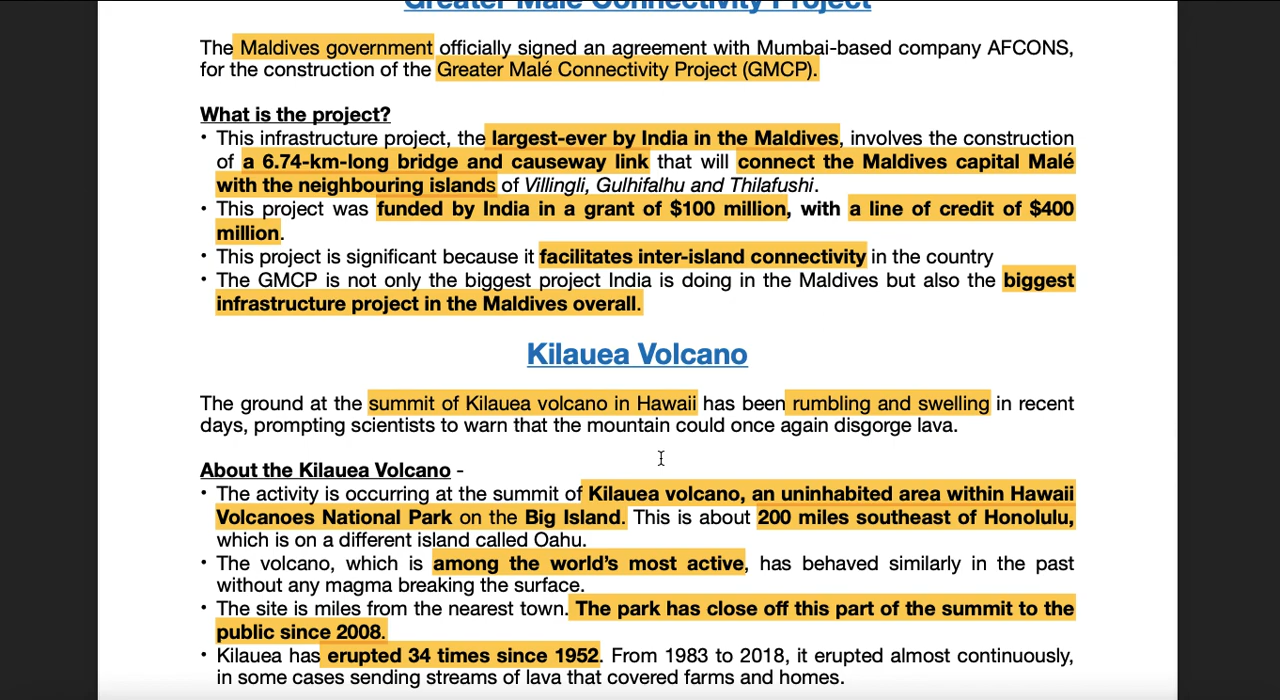 Greater Malé Connectivity Project
The Maldives government officially signed an agreement with Mumbai-based company AFCONS,
for the construction of the Greater Malé Connectivity Project (GMCP).
What is the project?
• This infrastructure project, the largest-ever by India in the Maldives, involves the construction
of a 6.74-km-long bridge and causeway link that will connect the Maldives capital Malé
with the neighbouring islands of Villingli, Gulhifalhu and Thilafushi.
• This project was funded by India in a grant of $100 million, with a line of credit of $400
million.
• This project is significant because it facilitates inter-island connectivity in the country
• The GMCP is not only the biggest project India is doing in the Maldives but also the biggest
infrastructure project in the Maldives overall.
Kilauea Volcano
The ground at the summit of Kilauea volcano in Hawaii has been rumbling and swelling in recent
days, prompting scientists to warn that the mountain could once again disgorge lava.
About the Kilauea Volcano -
• The activity is occurring at the summit of Kilauea volcano, an uninhabited area within Hawaii
Volcanoes National Park on the Big Island. This is about 200 miles southeast of Honolulu,
which is on a different island called Oahu.
• The volcano, which is among the world's most active, has behaved similarly in the past
without any magma breaking the surface.
• The site is miles from the nearest town. The park has close off this part of the summit to the
public since 2008.
• Kilauea has erupted 34 times since 1952. From 1983 to 2018, it erupted almost continuously,
in some cases sending streams of lava that covered farms and homes.